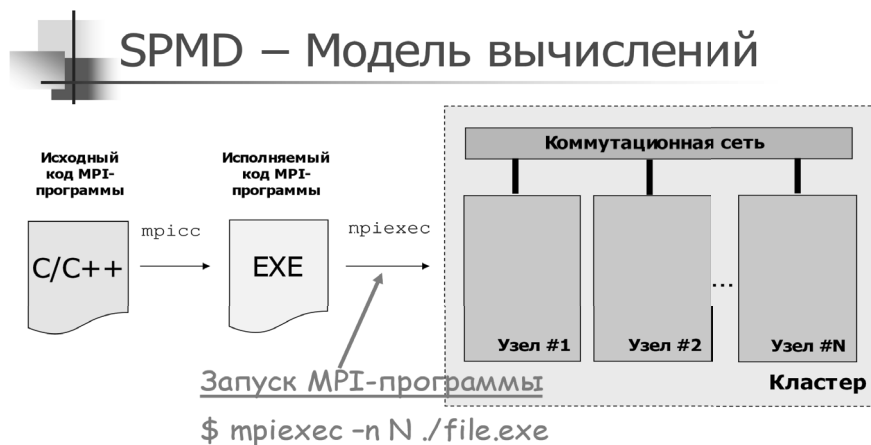 SPMD – Модель вычислений
Исходный
код MPI-
программы
Исполняемый
код MPI-
программы
C/C++
mpicc
EXE
mpiexec
Коммутационная сеть
...
Узел #1
Узел #2
Узел #N
Кластер
Запуск MPI-программы
$ mpiexec –n N ./file.exe